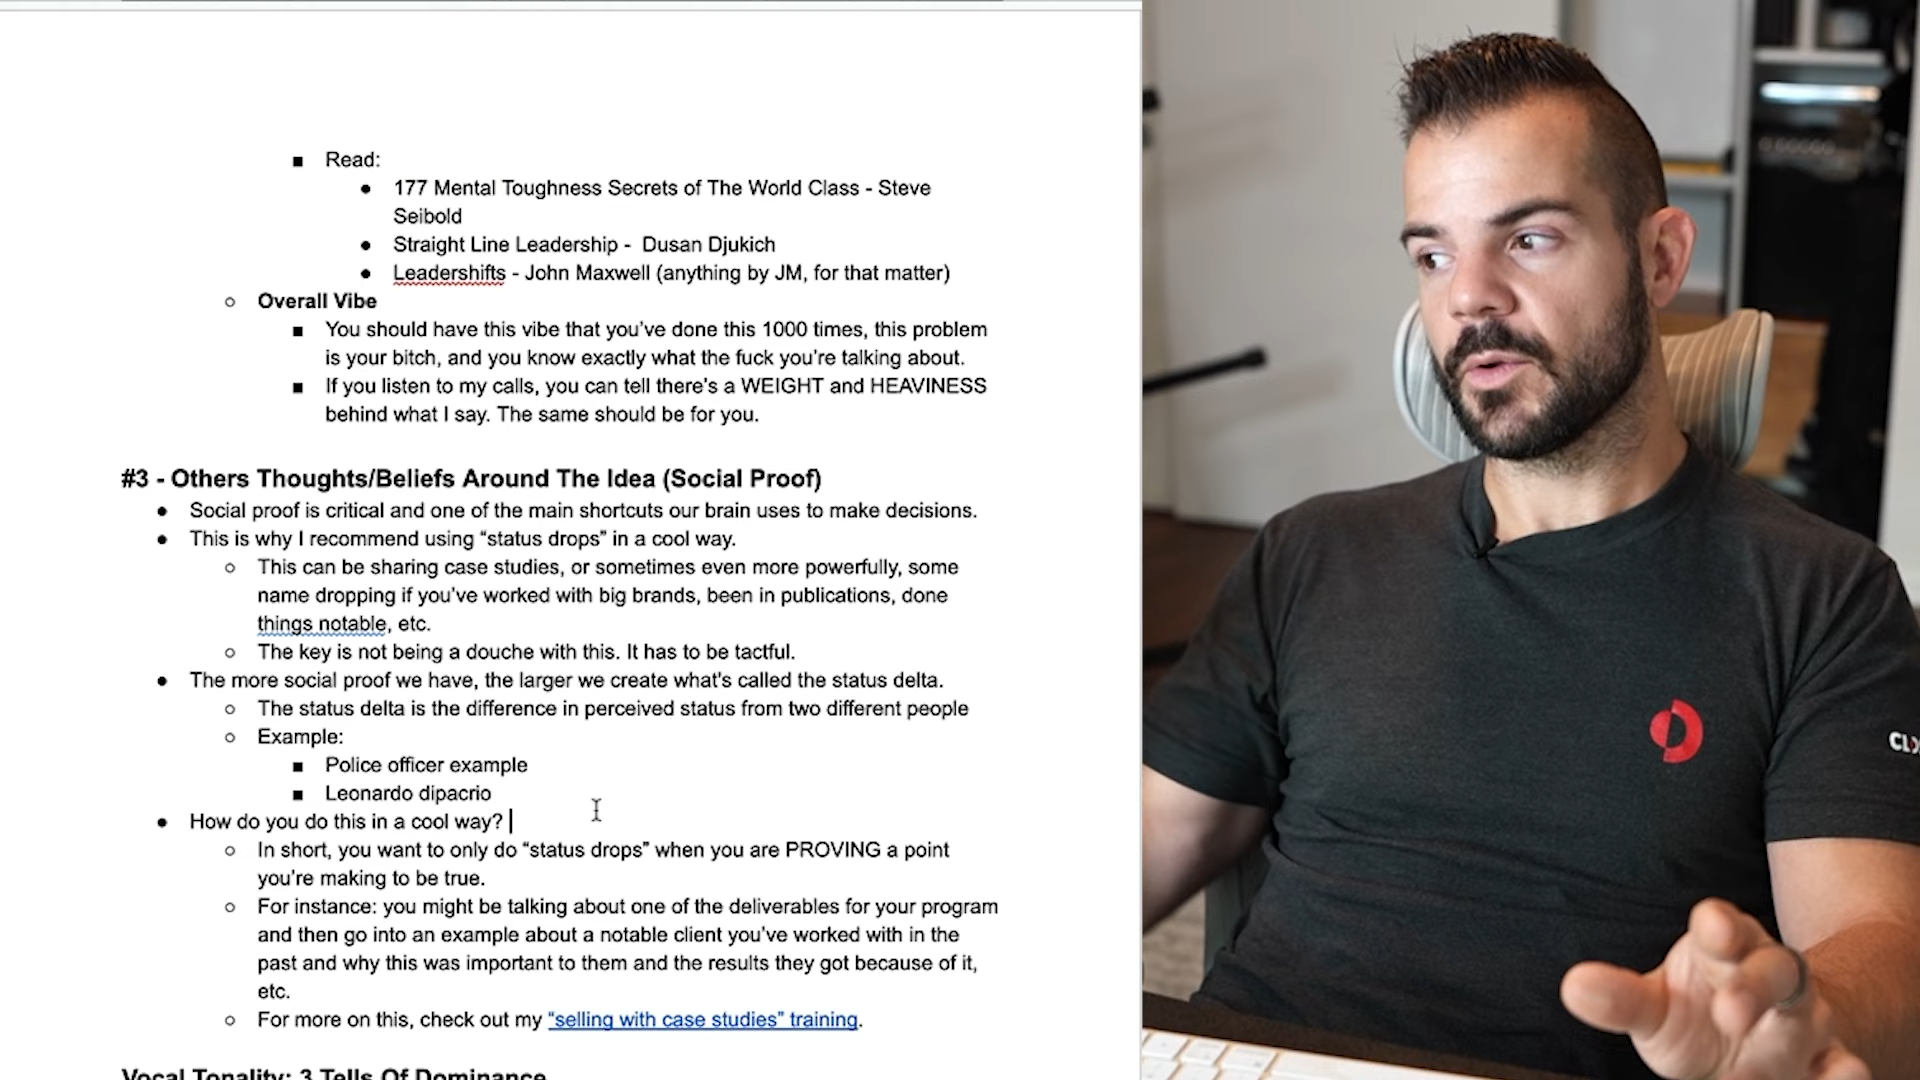 Read:
177 Mental Toughness Secrets of The World Class - Steve
Seibold
Straight Line Leadership - Dusan Djukich
Leadershifts - John Maxwell (anything by JM, for that matter)
Overall Vibe
You should have this vibe that you've done this 1000 times, this problem
is your bitch, and you know exactly what the fuck you're talking about.
If you listen to my calls, you can tell there's a WEIGHT and HEAVINESS
behind what I say. The same should be for you.
#3 - Others Thoughts/Beliefs Around The Idea (Social Proof)
Social proof is critical and one of the main shortcuts our brain uses to make decisions.
This is why I recommend using “status drops” in a cool way.
This can be sharing case studies, or sometimes even more powerfully, some
name dropping if you've worked with big brands, been in publications, done
things notable, etc.
The key is not being a douche with this. It has to be tactful.
The more social proof we have, the larger we create what's called the status delta.
The status delta is the difference in perceived status from two different people
Example:
Police officer example
Leonardo dipacrio
How do you do this in a cool way?
In short, you want to only do “status drops” when you are PROVING a point
you're making to be true.
For instance: you might be talking about one of the deliverables for your program
and then go into an example about a notable client you've worked with in the
past and why this was important to them and the results they got because of it,
etc.
For more on this, check out my “selling with case studies” training.
Vocal Tonality: 3 Tells Of Dominance